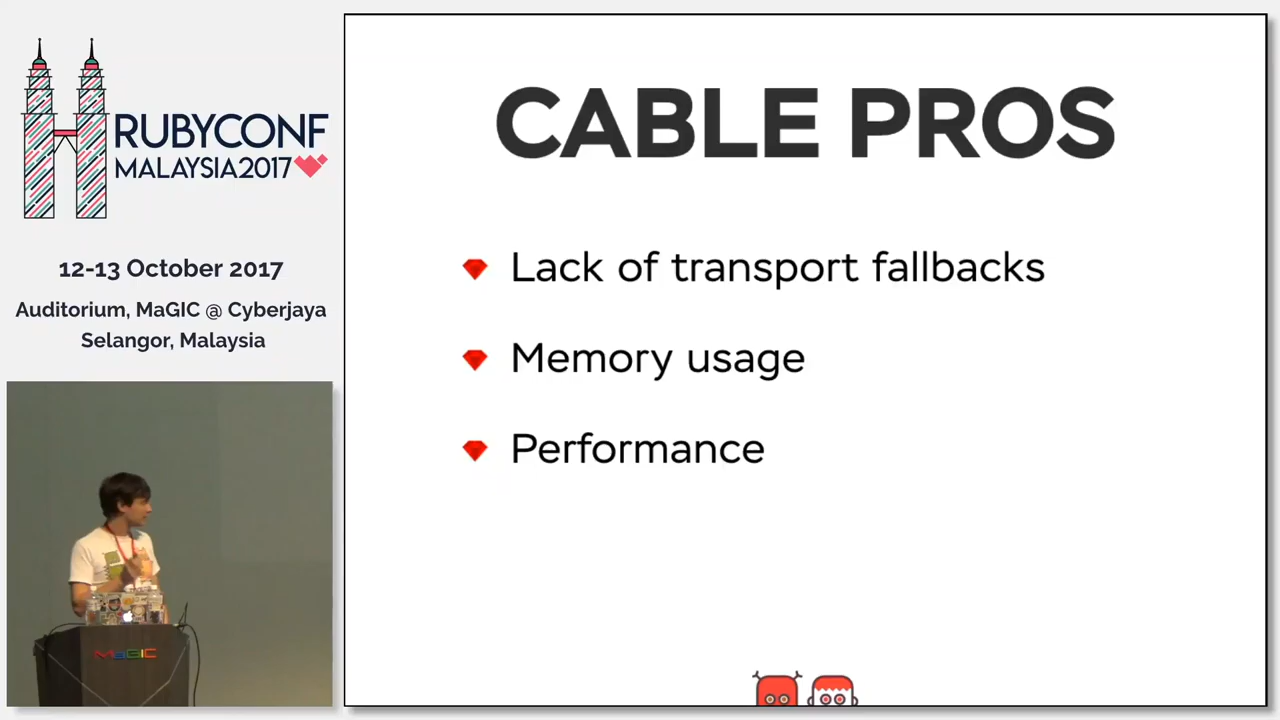 RUBYCONF
MALAYSIA2017
12-13 October 2017
Auditorium, MaGIC @ Cyberjaya
Selangor, Malaysia
MaGIC
CABLE PROS
Lack of transport fallbacks
Memory usage
Performance